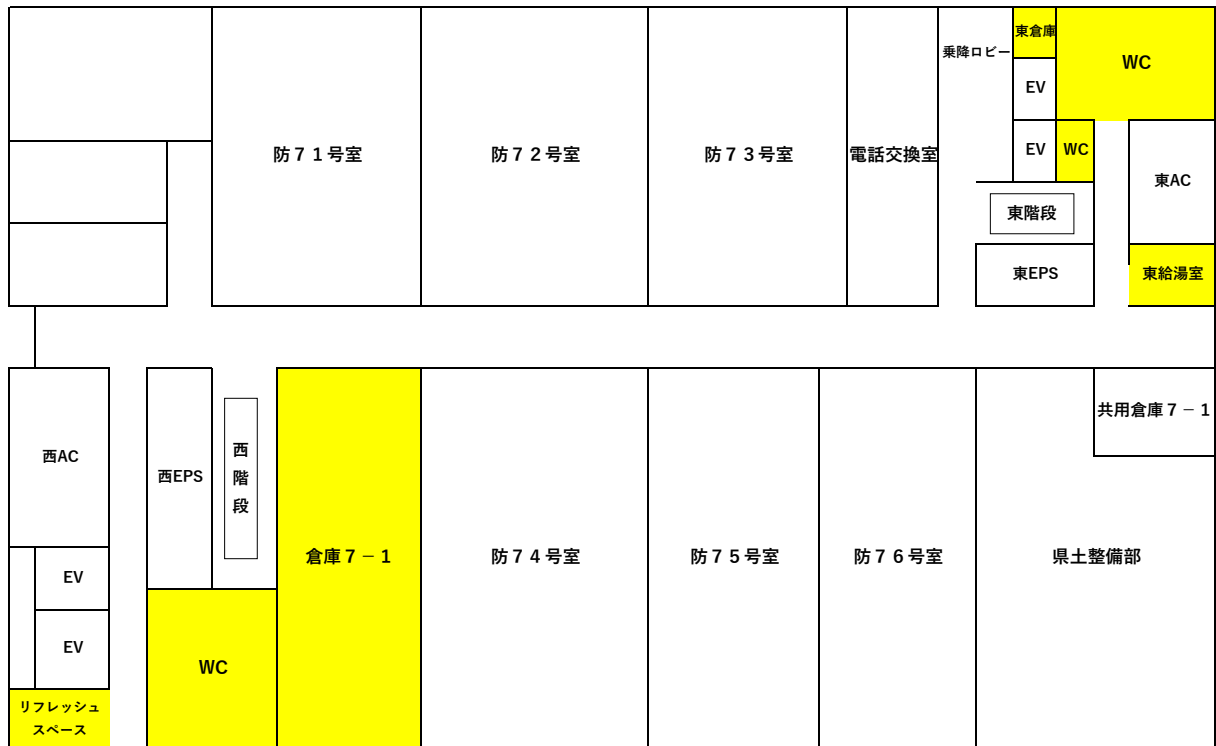 東倉庫
乗降ロビー
WC
EV
防７１号室
防７２号室
防７３号室
電話交換室
EV
WC
東AC
東階段
東EPS
東給湯室
共用倉庫７－１
西AC
西EPS
西
階
段
倉庫７－１
防７４号室
防７５号室
防７６号室
県土整備部
EV
EV
WC
リフレッシュ
スペース